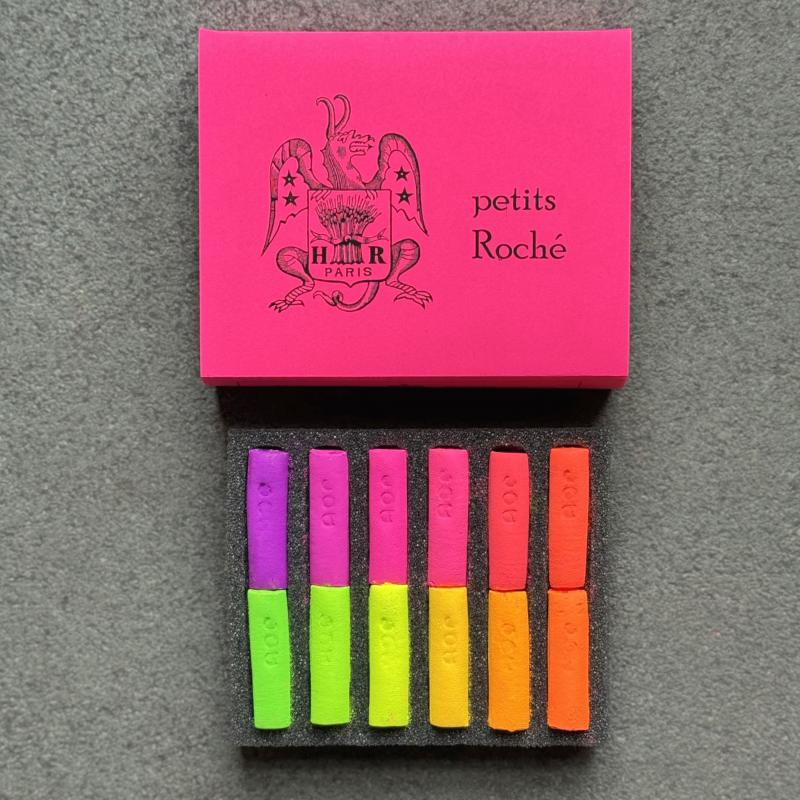 petits
Roché
H R
PARIS